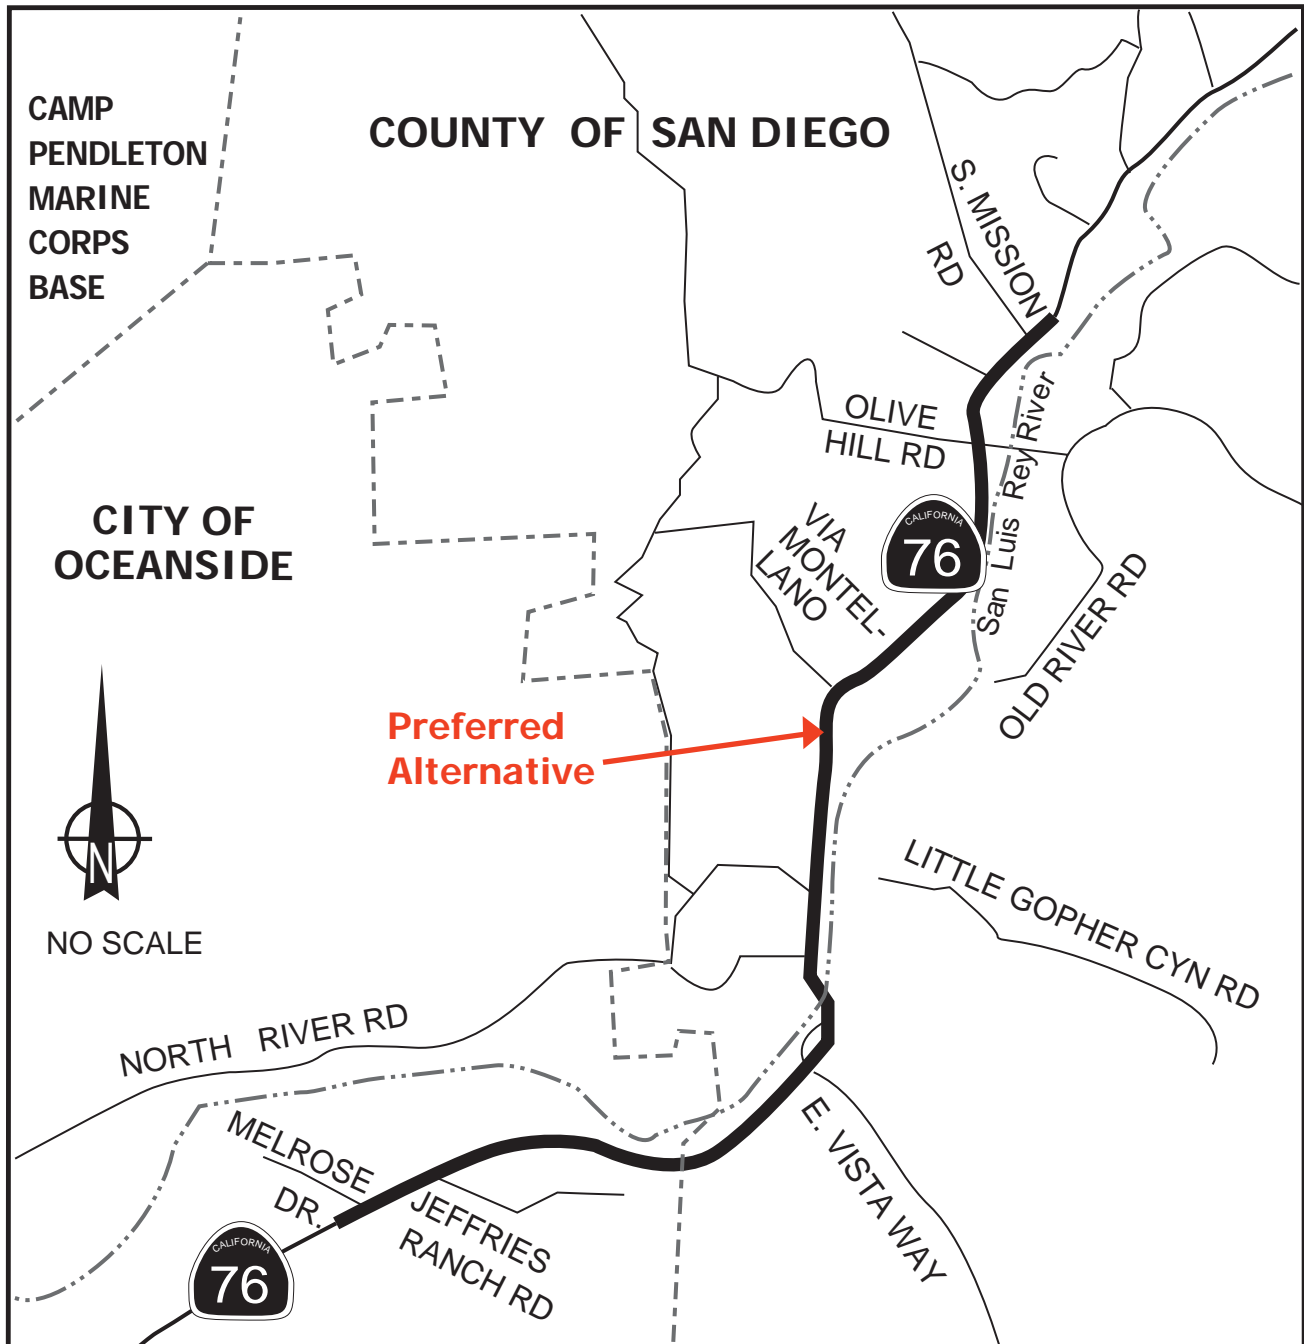 CAMP
PENDLETON
MARINE
CORPS
BASE
COUNTY OF SAN DIEGO
S. MISSION
RD
OLIVE
HILL RD
San Luis Rey River
CITY OF
OCEANSIDE
VIA
MONTEL-
LANO
CALIFORNIA
76
OLD RIVER RD
Preferred
Alternative
N
NO SCALE
LITTLE GOPHER CYN RD
NORTH RIVER RD
MELROSE
DR.
JEFFRIES
RANCH RD
E. VISTA WAY
CALIFORNIA
76